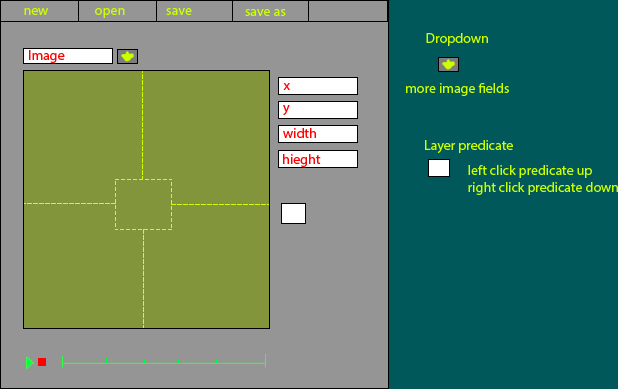 new open save save as
Image
x
y
width
hieght
Dropdown
more image fields
Layer predicate
left click predicate up
right click predicate down